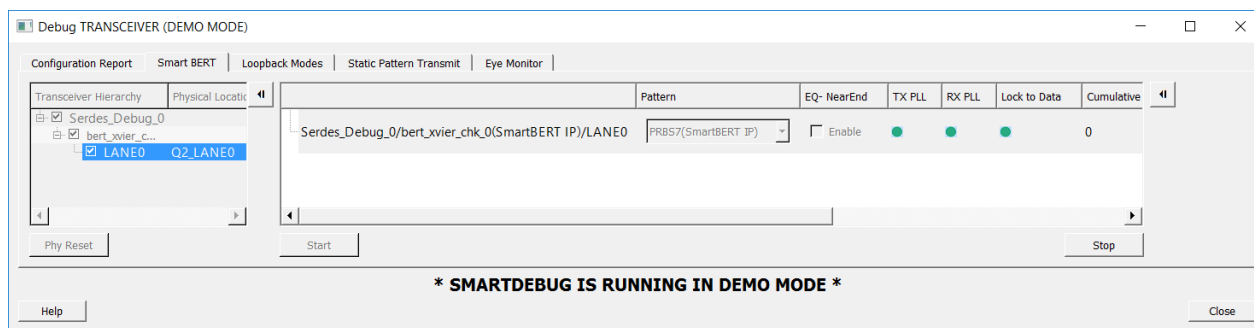 Debug TRANSCEIVER (DEMO MODE)
Configuration Report Smart BERT Loopback Modes Static Pattern Transmit Eye Monitor
Transceiver Hierarchy Physical Locatic
Serdes_Debug_0
bert_xvier_c...
LANE0 Q2_LANE0
Phy Reset
Pattern EQ- NearEnd TX PLL RX PLL Lock to Data Cumulative
Serdes_Debug_0/bert_xvier_chk_0(SmartBERT IP)/LANE0 PRBS7(SmartBERT IP) Enable 0
Start Stop
* SMARTDEBUG IS RUNNING IN DEMO MODE *
Help Close